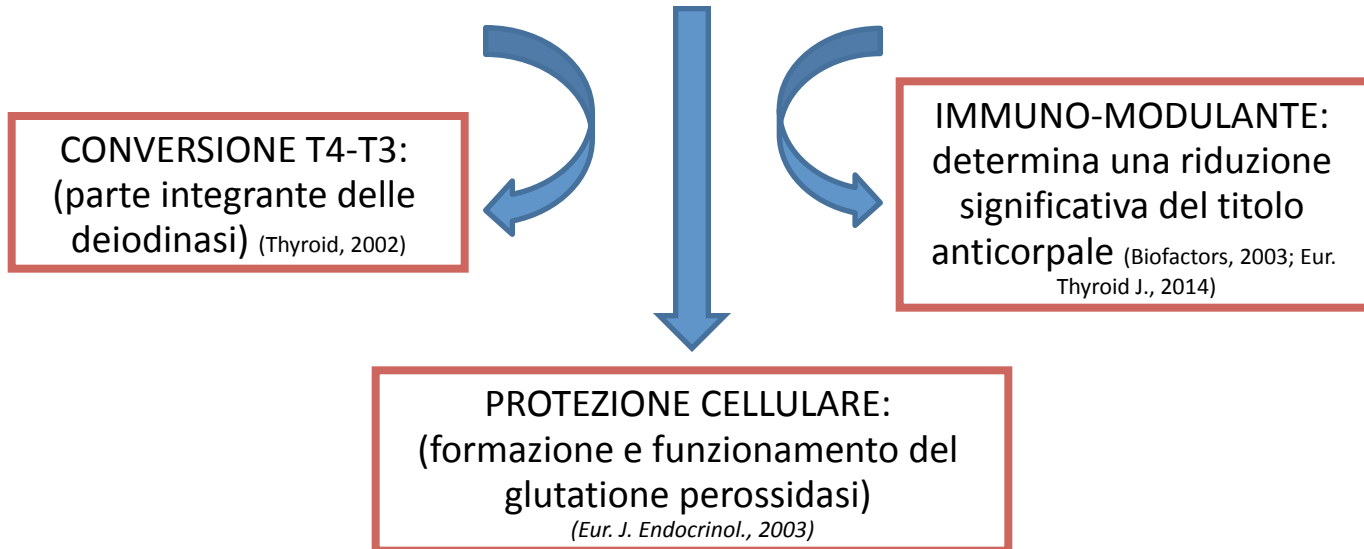 CONVERSIONE T4-T3:
(parte integrante delle
deiodinasi) (Thyroid, 2002)
IMMUNO-MODULANTE:
determina una riduzione
significativa del titolo
anticorpale (Biofactors, 2003; Eur.
Thyroid J., 2014)
PROTEZIONE CELLULARE:
(formazione e funzionamento del
glutatione perossidasi)
(Eur. J. Endocrinol., 2003)